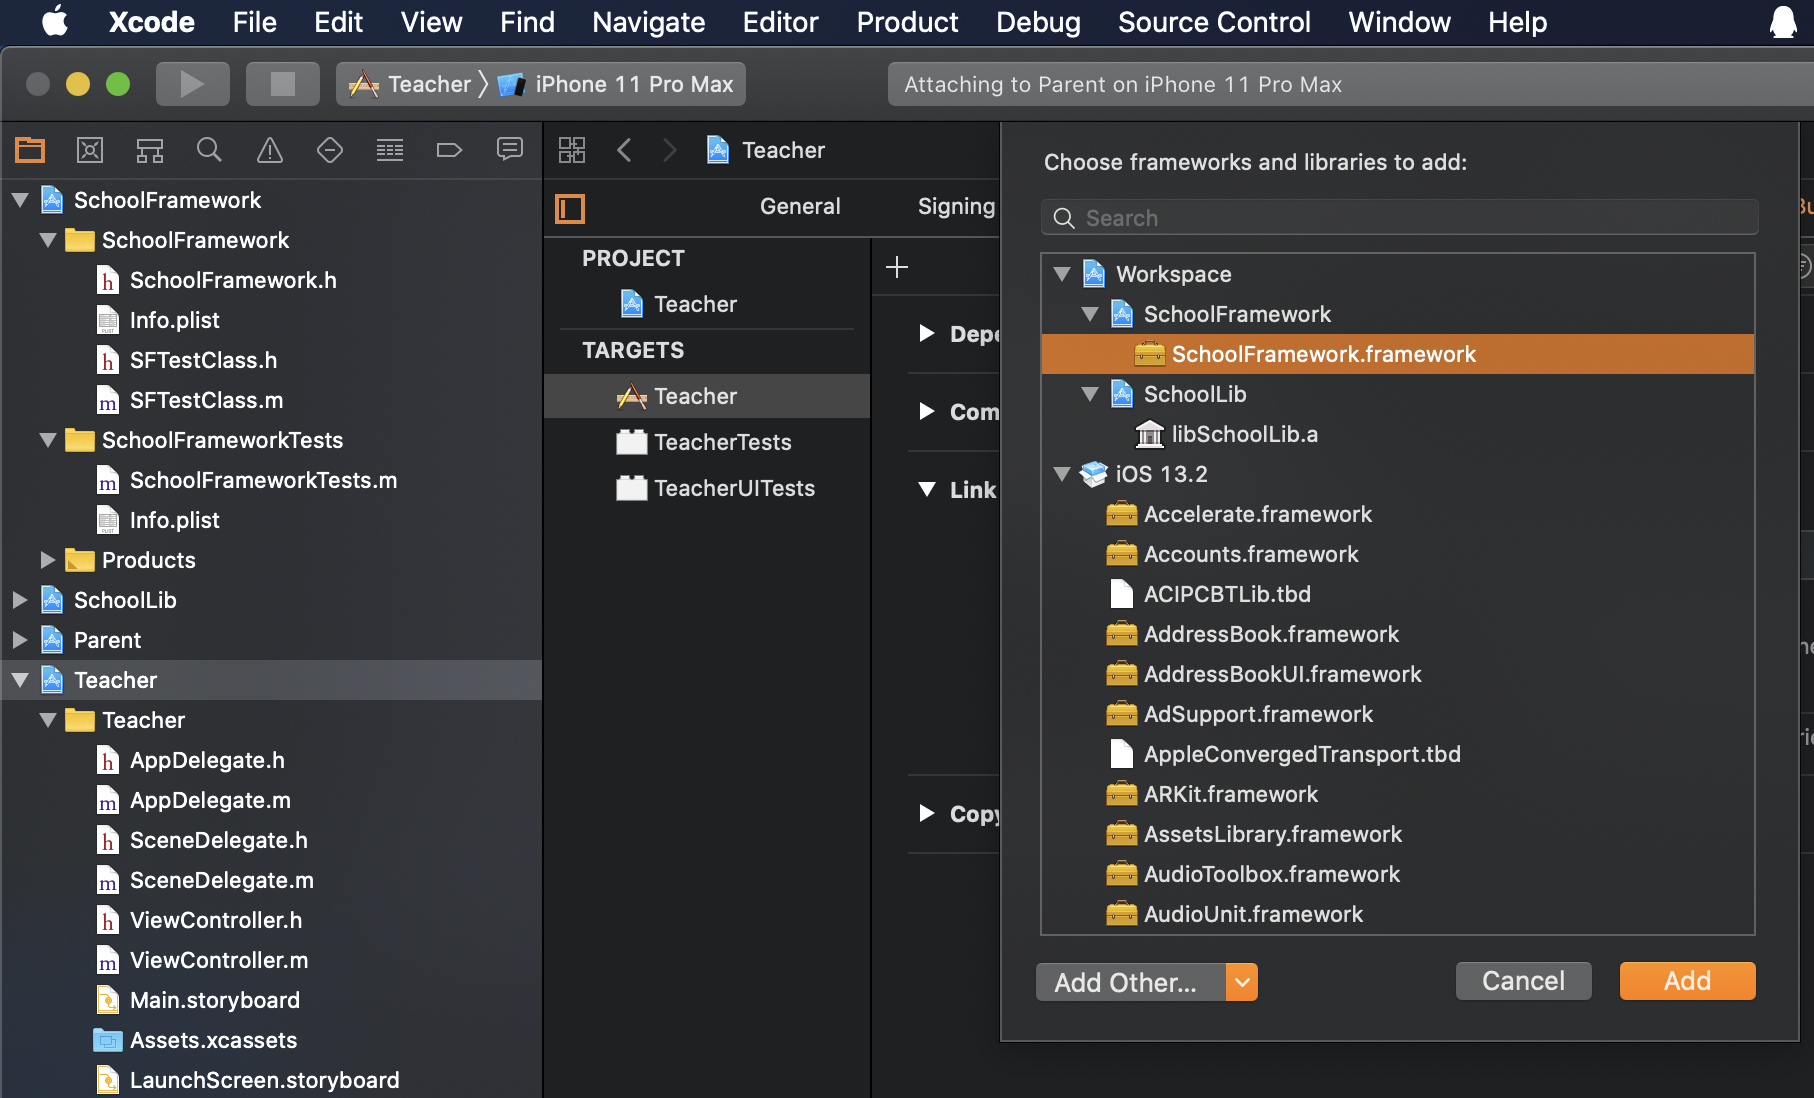 Xcode File Edit View Find Navigate Editor Product Debug Source Control Window Help
Teacher iPhone 11 Pro Max
Attaching to Parent on iPhone 11 Pro Max
SchoolFramework
SchoolFramework
SchoolFramework.h
Info.plist
SFTestClass.h
SFTestClass.m
SchoolFrameworkTests
SchoolFrameworkTests.m
Info.plist
Products
SchoolLib
Parent
Teacher
Teacher
AppDelegate.h
AppDelegate.m
SceneDelegate.h
SceneDelegate.m
ViewController.h
ViewController.m
Main.storyboard
Assets.xcassets
LaunchScreen.storyboard
Teacher
General Signing
PROJECT
Teacher
TARGETS
Teacher
TeacherTests
TeacherUITests
Link
Choose frameworks and libraries to add:
Search
Workspace
SchoolFramework
SchoolFramework.framework
SchoolLib
libSchoolLib.a
iOS 13.2
Accelerate.framework
Accounts.framework
ACIPCBTLib.tbd
AddressBook.framework
AddressBookUI.framework
AdSupport.framework
AppleConvergedTransport.tbd
ARKit.framework
AssetsLibrary.framework
AudioToolbox.framework
AudioUnit.framework
Add Other...
Cancel
Add